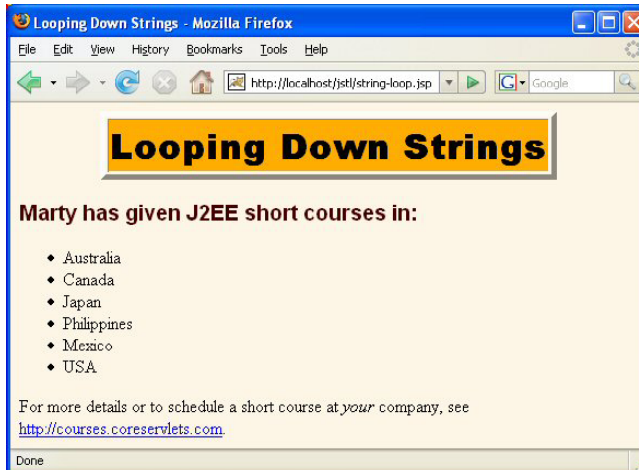 Looping Down Strings - Mozilla Firefox
File Edit View History Bookmarks Tools Help
http://localhost/jstl/string-loop.jsp G Google
Looping Down Strings
Marty has given J2EE short courses in:
Australia
Canada
Japan
Philippines
Mexico
USA
For more details or to schedule a short course at your company, see
http://courses.coreservlets.com.
Done